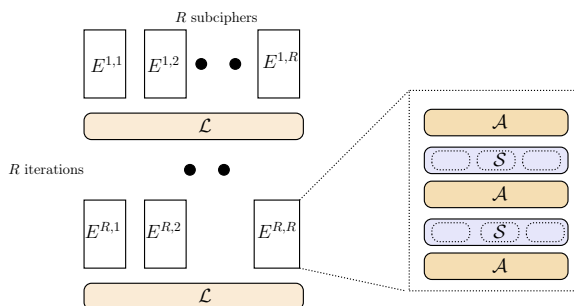 R subciphers
E^{1,1} E^{1,2} E^{1,R}
𝓛
R iterations
E^{R,1} E^{R,2} E^{R,R}
𝓛
𝓐
𝓢
𝓐
𝓢
𝓐